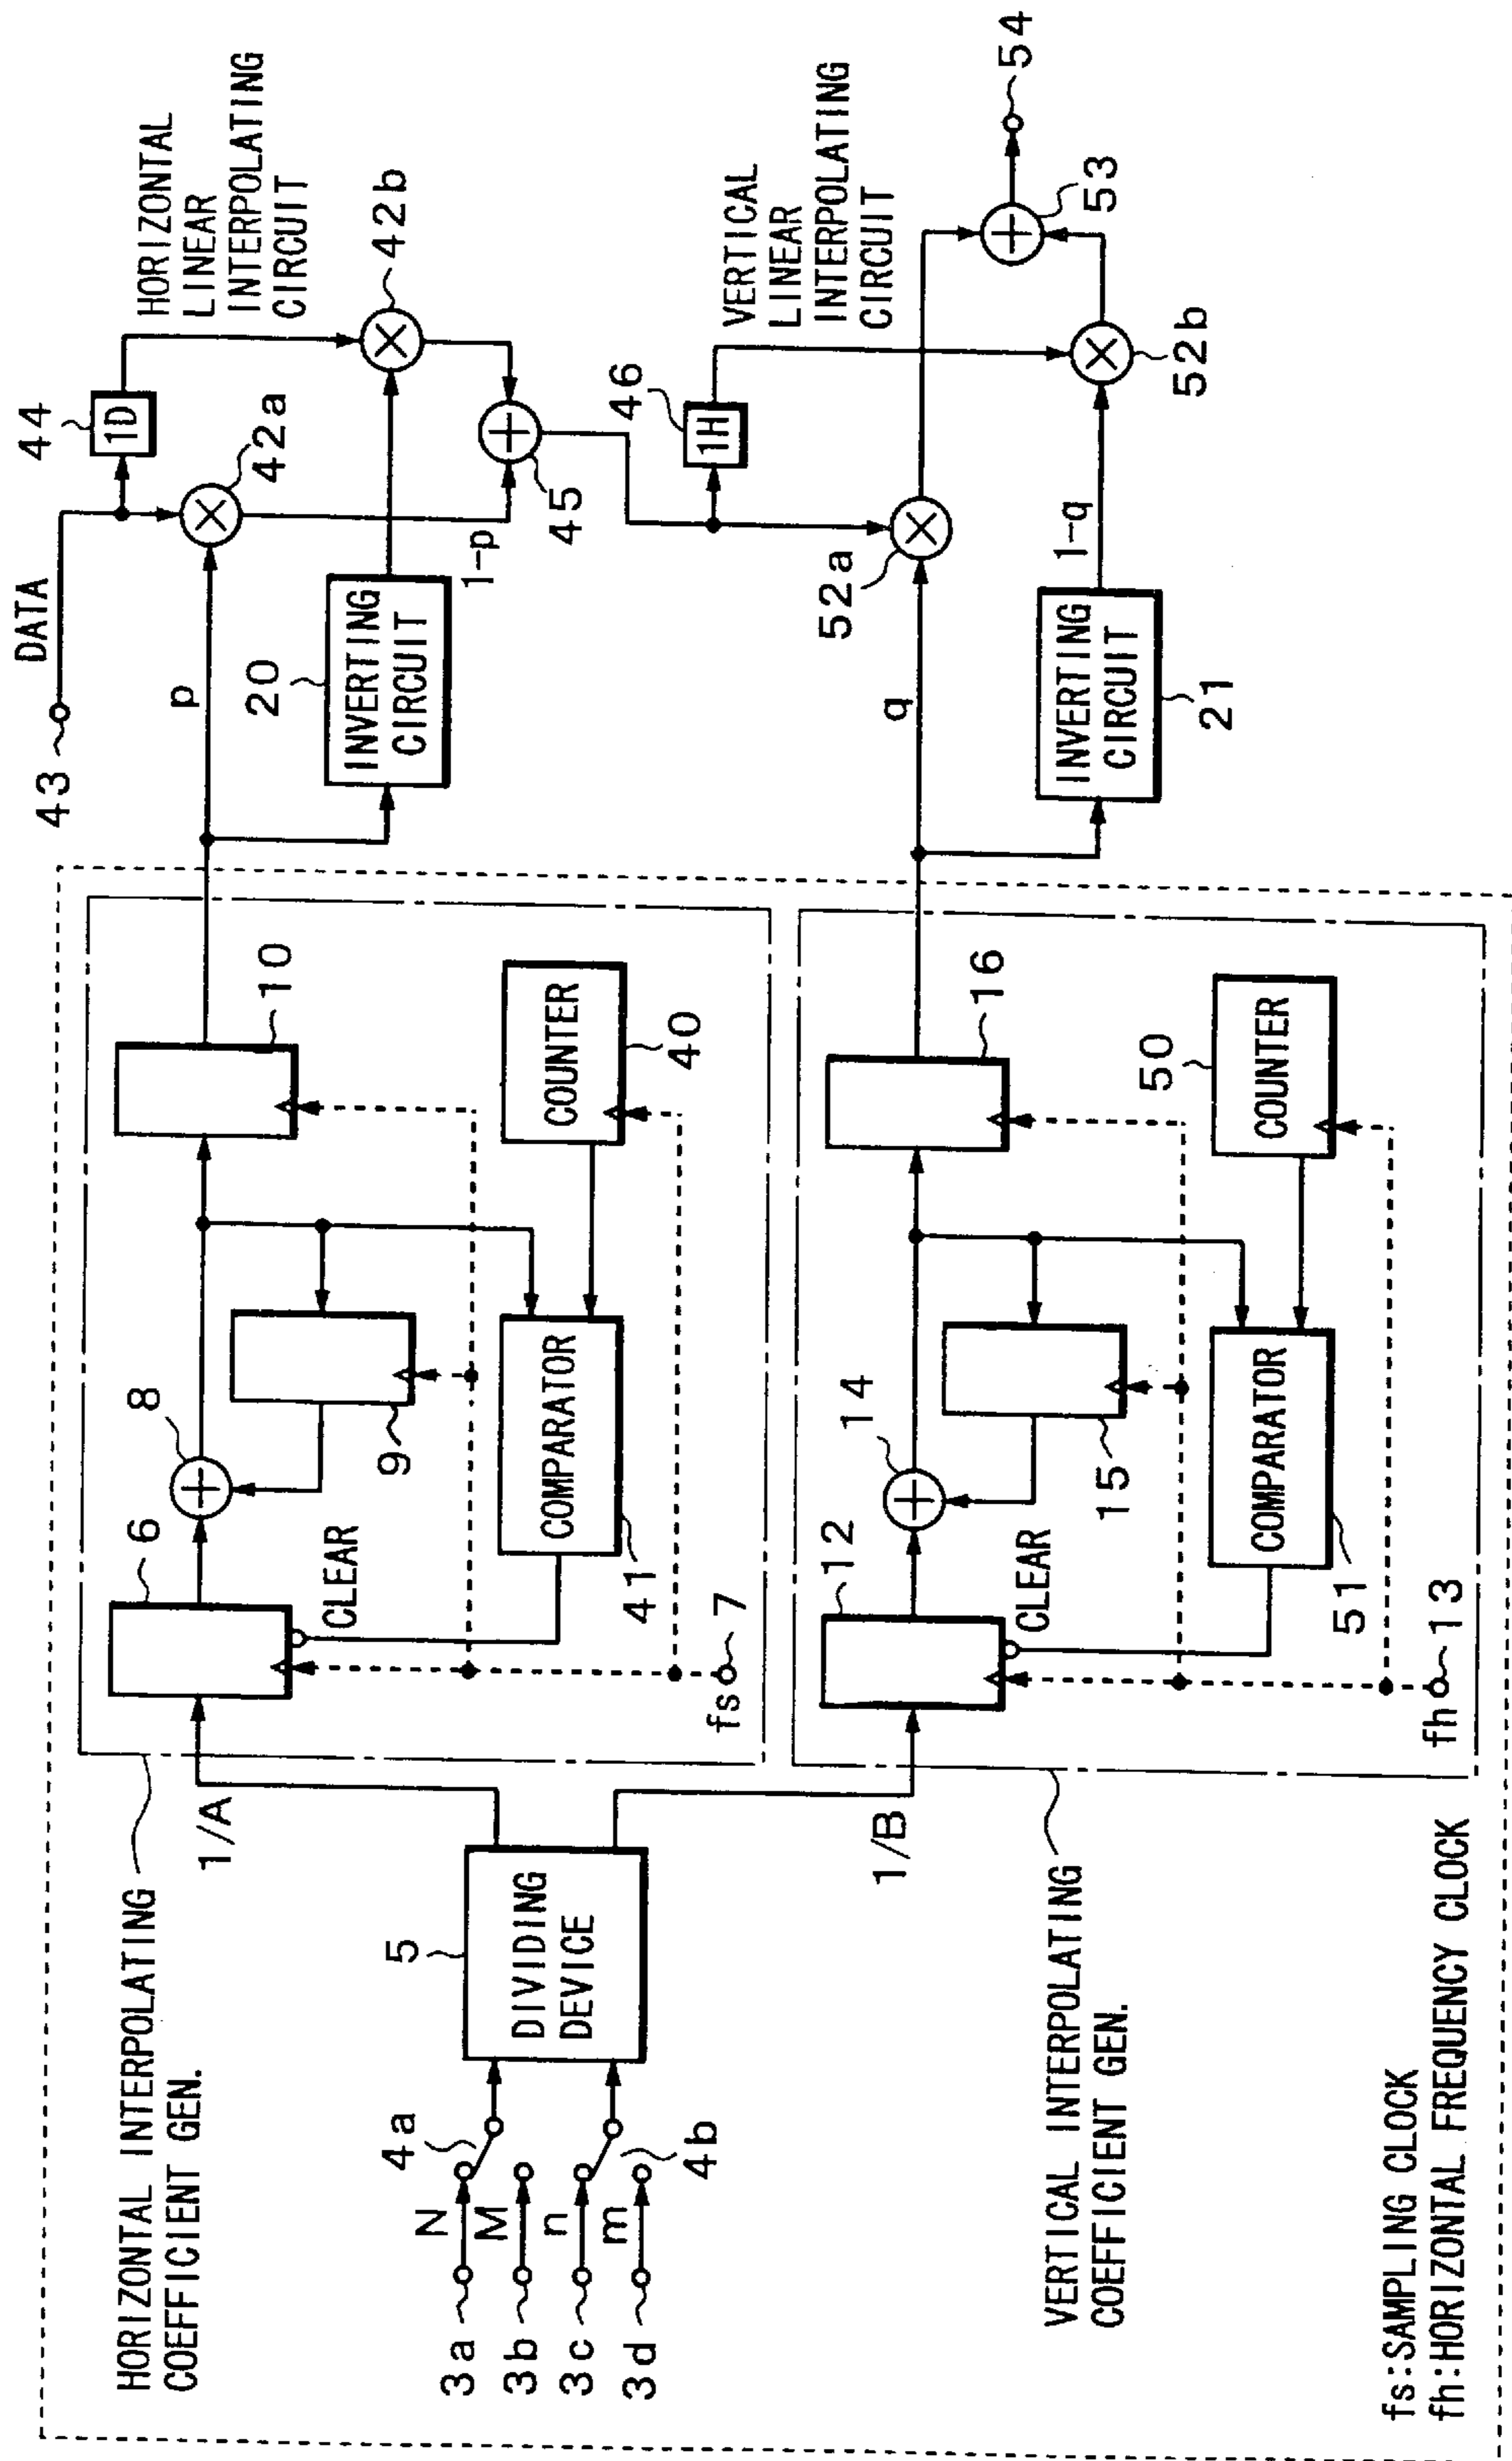 HORIZONTAL INTERPOLATING
COEFFICIENT GEN.
3a
3b
3c
3d
N
M
n
m
4a
4b
5
DIVIDING
DEVICE
1/A
1/B
6
CLEAR
8
9
10
COMPARATOR
41
COUNTER
40
fs
7
VERTICAL INTERPOLATING
COEFFICIENT GEN.
12
CLEAR
14
15
16
COMPARATOR
51
COUNTER
50
fh
13
43
DATA
p
20
INVERTING
CIRCUIT
1-p
44
1D
42a
42b
45
HORIZONTAL
LINEAR
INTERPOLATING
CIRCUIT
46
1H
q
52a
INVERTING
CIRCUIT
21
1-q
52b
53
54
VERTICAL
LINEAR
INTERPOLATING
CIRCUIT
fs:SAMPLING CLOCK
fh:HORIZONTAL FREQUENCY CLOCK